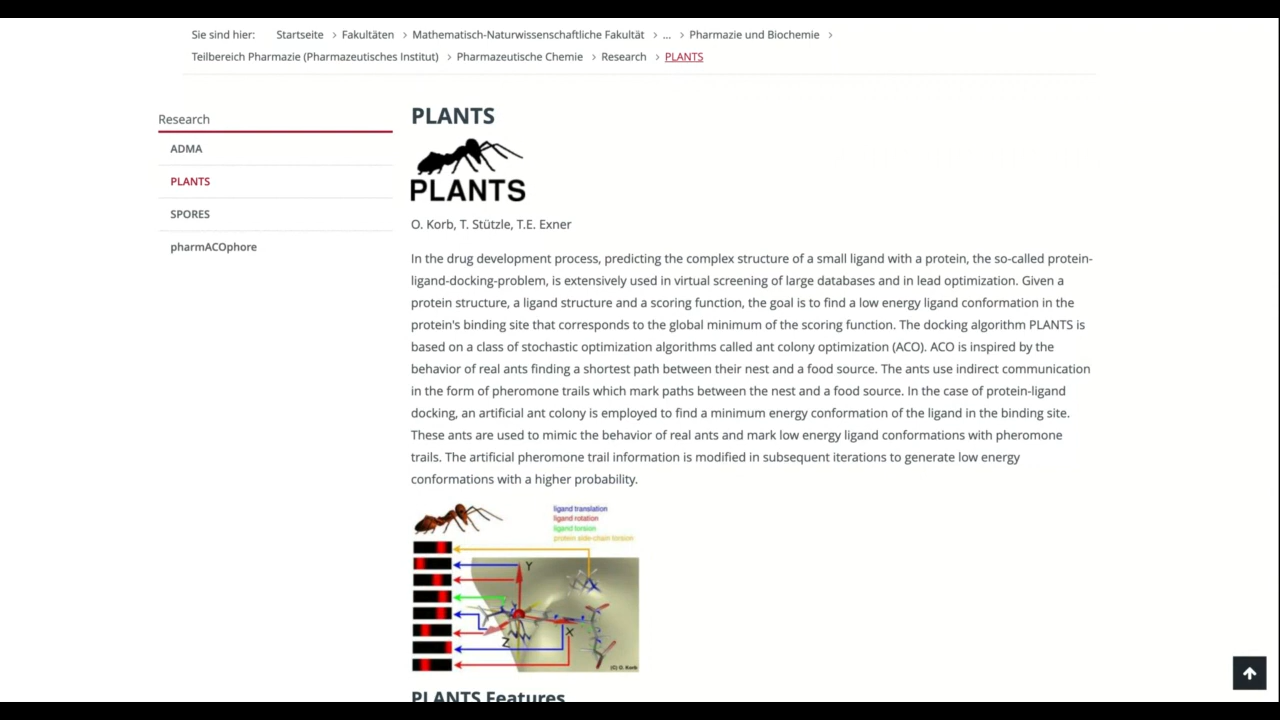 Sie sind hier: Startseite > Fakultäten > Mathematisch-Naturwissenschaftliche Fakultät > ... > Pharmazie und Biochemie >
Teilbereich Pharmazie (Pharmazeutisches Institut) > Pharmazeutische Chemie > Research > PLANTS
Research
ADMA
PLANTS
SPORES
pharmACOphore
PLANTS
PLANTS
O. Korb, T. Stützle, T.E. Exner
In the drug development process, predicting the complex structure of a small ligand with a protein, the so-called protein-
ligand-docking-problem, is extensively used in virtual screening of large databases and in lead optimization. Given a
protein structure, a ligand structure and a scoring function, the goal is to find a low energy ligand conformation in the
protein's binding site that corresponds to the global minimum of the scoring function. The docking algorithm PLANTS is
based on a class of stochastic optimization algorithms called ant colony optimization (ACO). ACO is inspired by the
behavior of real ants finding a shortest path between their nest and a food source. The ants use indirect communication
in the form of pheromone trails which mark paths between the nest and a food source. In the case of protein-ligand
docking, an artificial ant colony is employed to find a minimum energy conformation of the ligand in the binding site.
These ants are used to mimic the behavior of real ants and mark low energy ligand conformations with pheromone
trails. The artificial pheromone trail information is modified in subsequent iterations to generate low energy
conformations with a higher probability.
ligand translation
ligand rotation
ligand torsion
protein side-chain torsion
Y
X
Z
(C) O. Korb
PLANTS Features